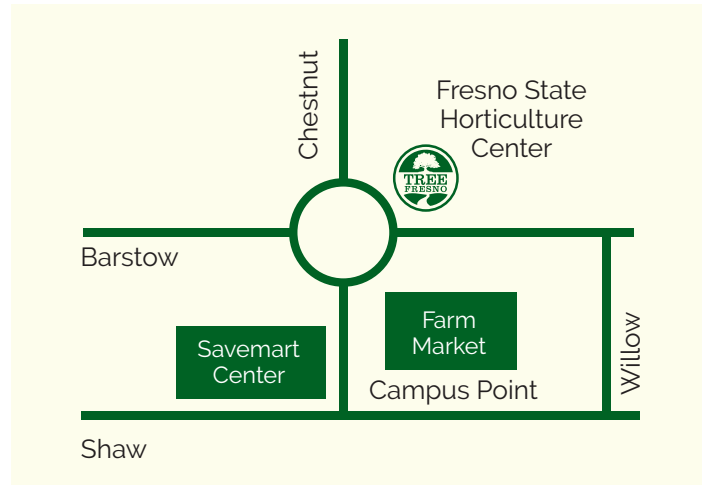 Chestnut
Fresno State
Horticulture
Center
TREE
FRESNO
Barstow
Savemart
Center
Farm
Market
Willow
Campus Point
Shaw